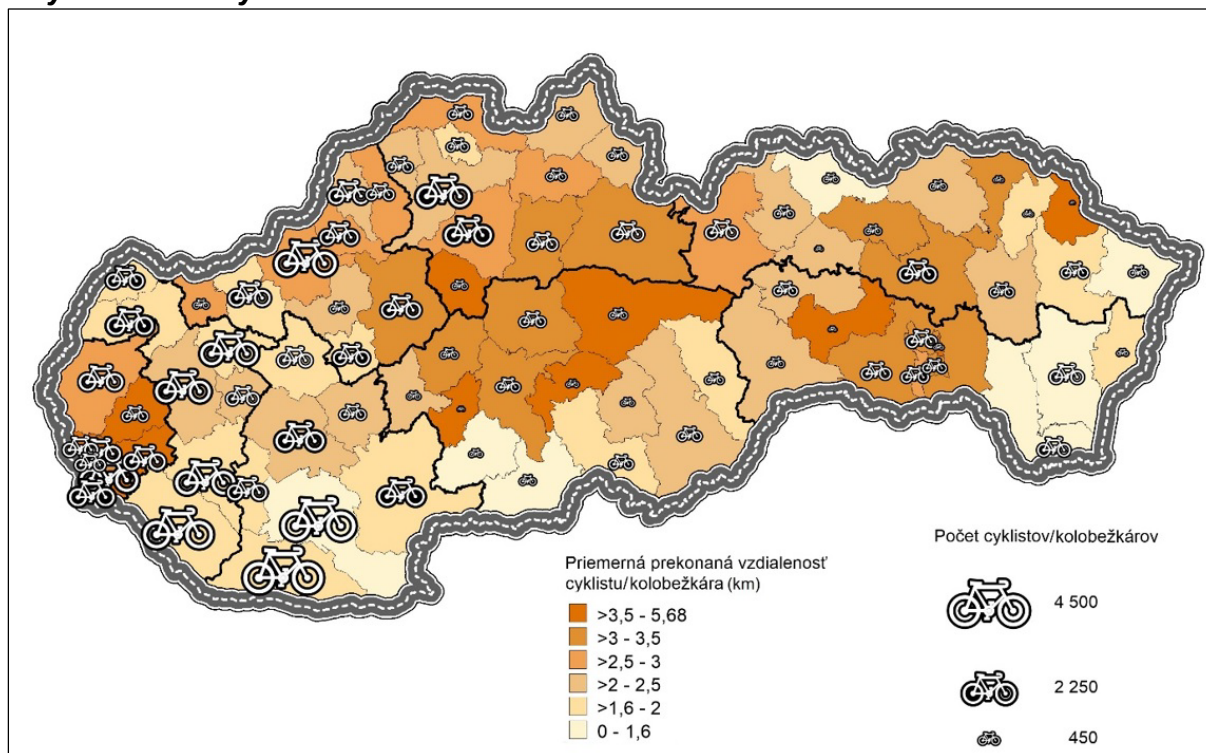 Priemerná prekonaná vzdialenosť
cyklistu/kolobežkára (km)
>3,5 - 5,68
>3 - 3,5
>2,5 - 3
>2 - 2,5
>1,6 - 2
0 - 1,6
Počet cyklistov/kolobežkárov
4 500
2 250
450